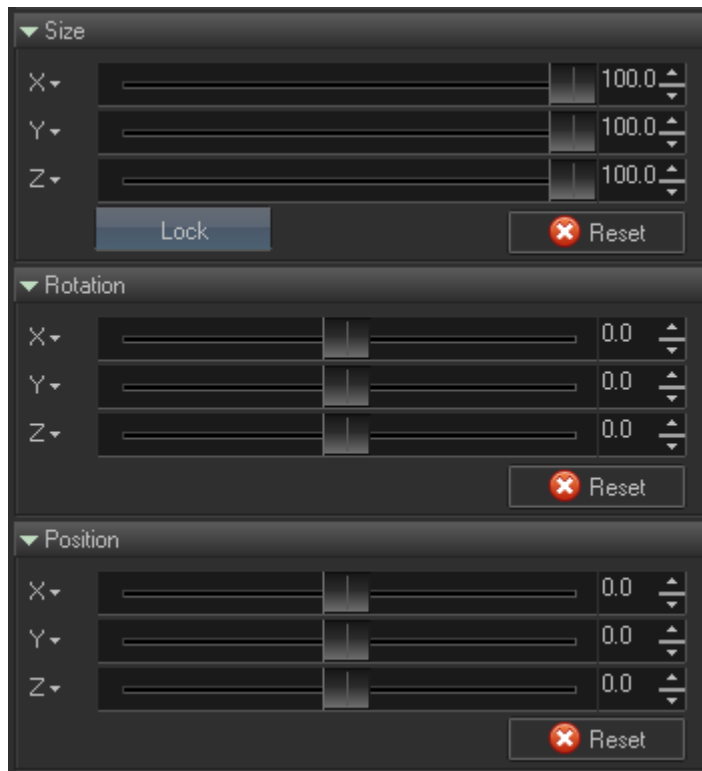 Size
X 100.0
Y 100.0
Z 100.0
Lock Reset
Rotation
X 0.0
Y 0.0
Z 0.0
Reset
Position
X 0.0
Y 0.0
Z 0.0
Reset